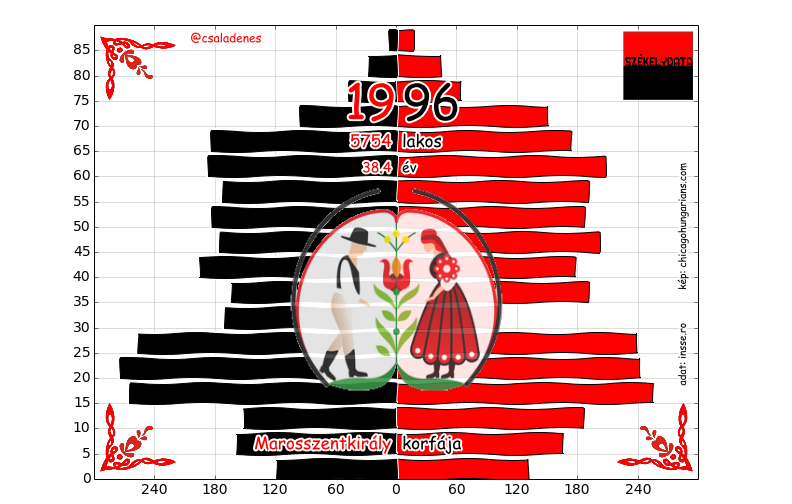 @csaladenes
SZÉKELYDATA
1996
5754 lakos
38.4 év
kép: chicagohungarians.com
adat: insse.ro
Marosszentkirály korfája
85
80
75
70
65
60
55
50
45
40
35
30
25
20
15
10
5
0
240 180 120 60 0 60 120 180 240